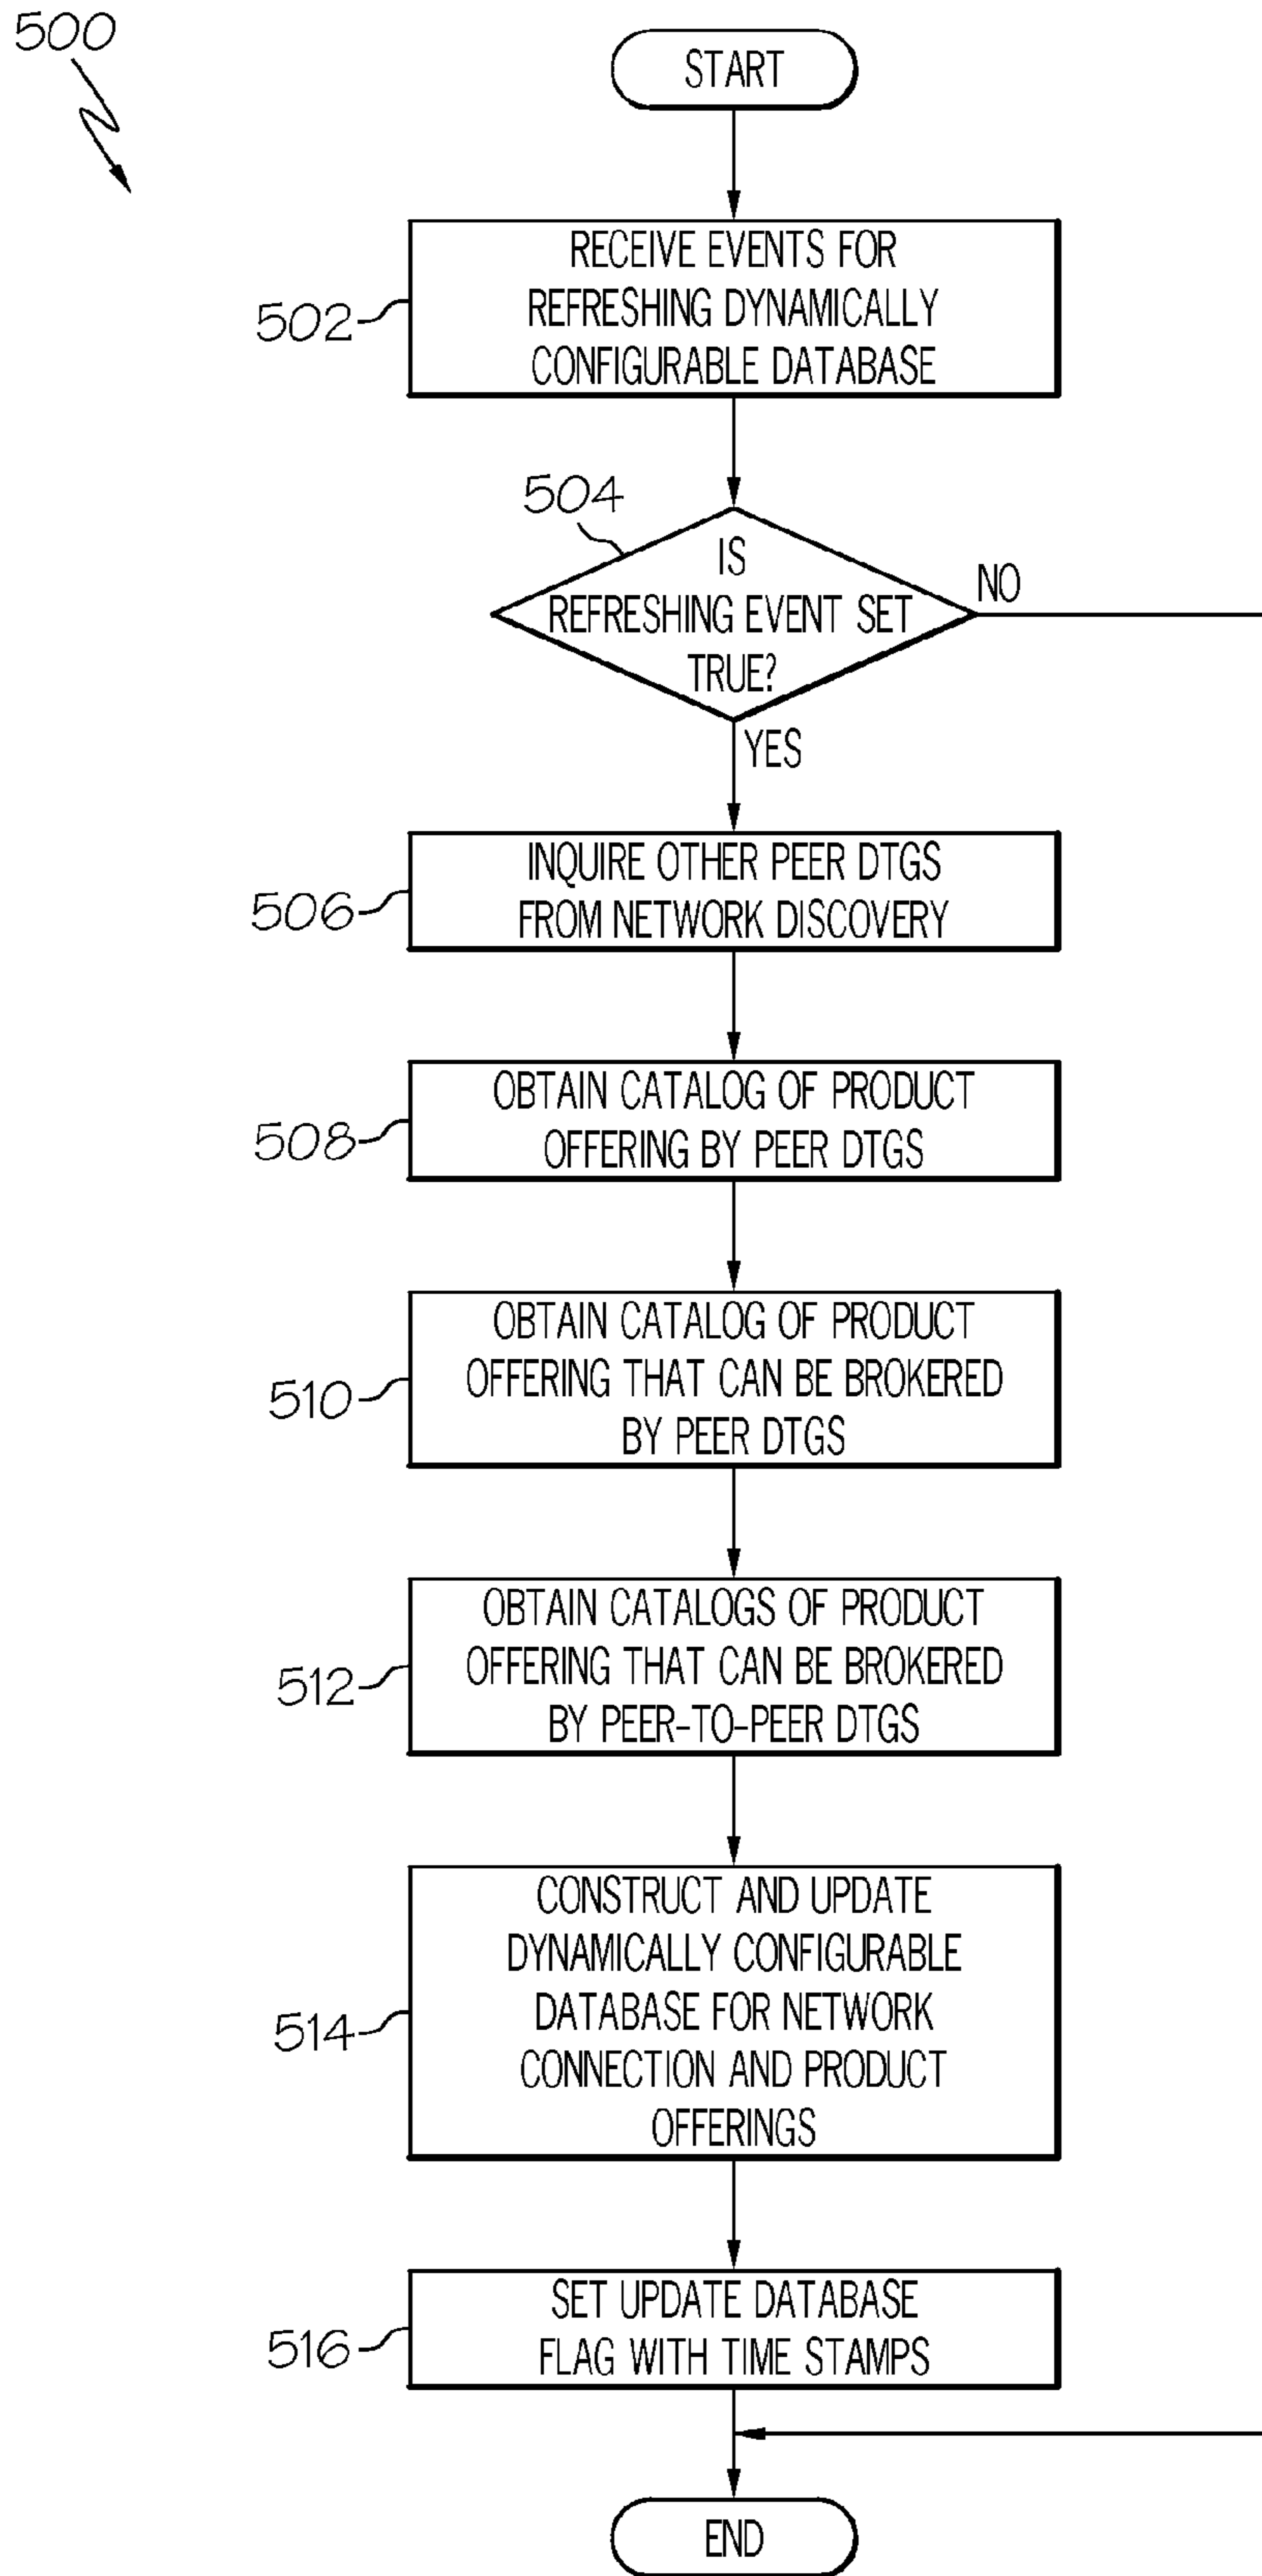 500
START
RECEIVE EVENTS FOR
REFRESHING DYNAMICALLY
CONFIGURABLE DATABASE
502
504
IS
REFRESHING EVENT SET
TRUE?
NO
YES
INQUIRE OTHER PEER DTGS
FROM NETWORK DISCOVERY
506
OBTAIN CATALOG OF PRODUCT
OFFERING BY PEER DTGS
508
OBTAIN CATALOG OF PRODUCT
OFFERING THAT CAN BE BROKERED
BY PEER DTGS
510
OBTAIN CATALOGS OF PRODUCT
OFFERING THAT CAN BE BROKERED
BY PEER-TO-PEER DTGS
512
CONSTRUCT AND UPDATE
DYNAMICALLY CONFIGURABLE
DATABASE FOR NETWORK
CONNECTION AND PRODUCT
OFFERINGS
514
SET UPDATE DATABASE
FLAG WITH TIME STAMPS
516
END